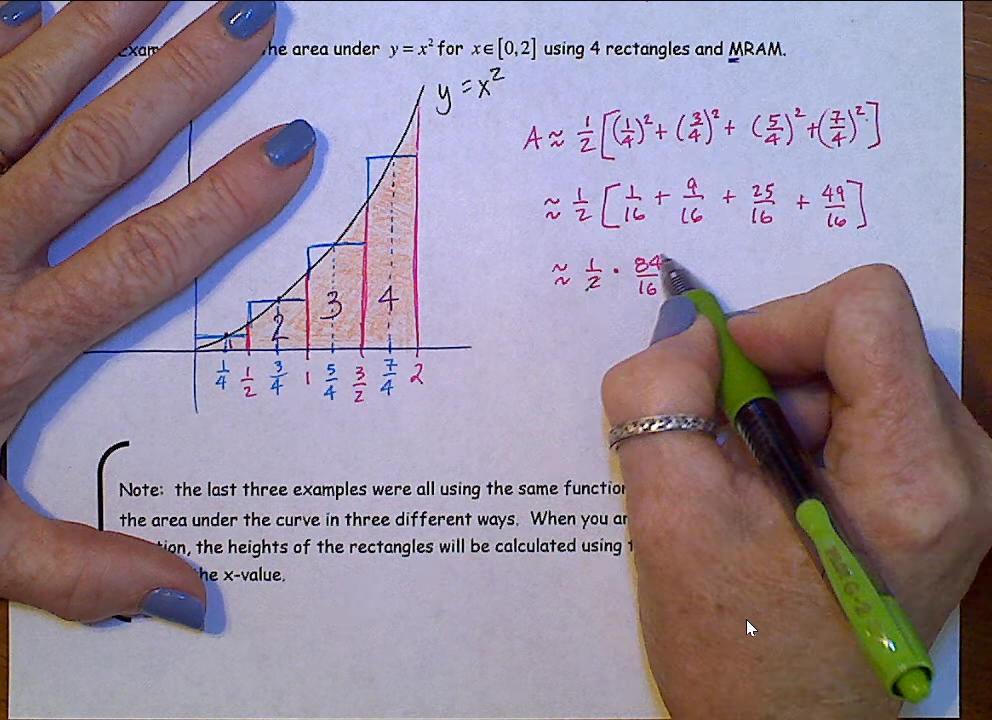 he area under y = x² for x ∈ [0,2] using 4 rectangles and MRAM.
y = x²
A ≈ 1/2 [(1/4)² + (3/4)² + (5/4)² + (7/4)²]
≈ 1/2 [1/16 + 9/16 + 25/16 + 49/16]
≈ 1/2 · 84/16
1 2 3 4
1/4 1/2 3/4 1 5/4 3/2 7/4 2
Note: the last three examples were all using the same function
the area under the curve in three different ways. When you
the heights of the rectangles will be calculated using
the x-value.